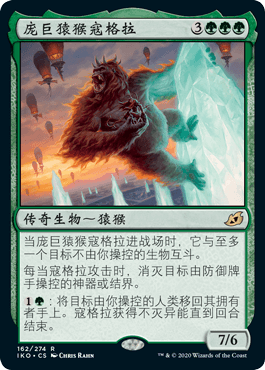 庞巨猿猴寇格拉 3
传奇生物～猿猴
当庞巨猿猴寇格拉进战场时，它与至多
一个目标不由你操控的生物互斗。
每当寇格拉攻击时，消灭目标由防御牌
手操控的神器或结界。
1 ：将目标由你操控的人类移回其拥有
者手上。寇格拉获得不灭异能直到回合
结束。
7/6
162/274 R
IKO • CS Chris Rahn
™ & © 2020 Wizards of the Coast